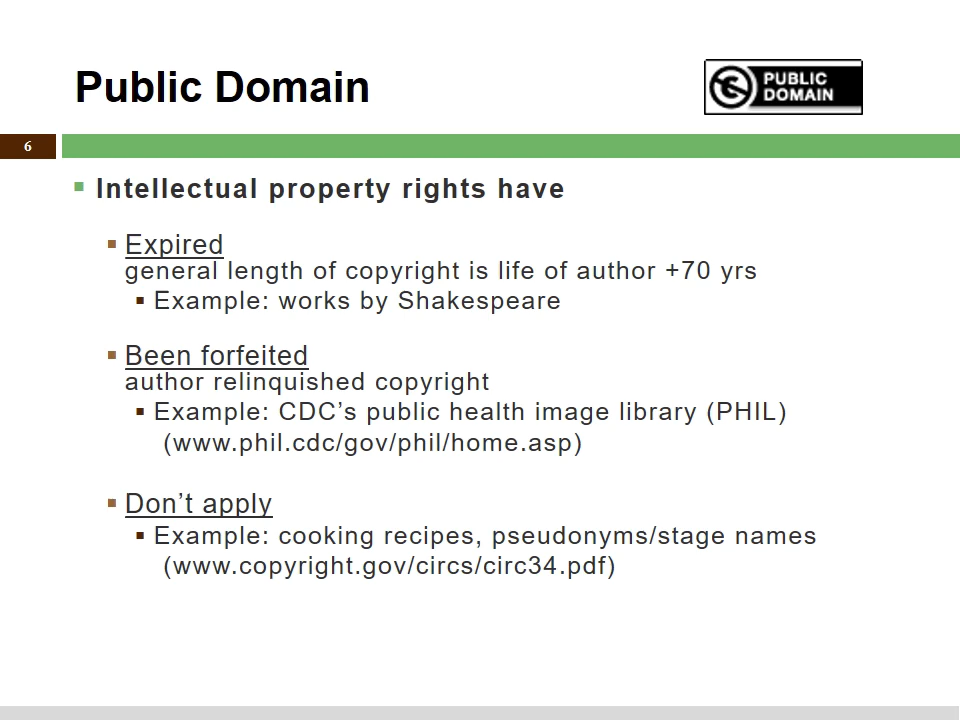 Public Domain
PUBLIC
DOMAIN
6
Intellectual property rights have
Expired
general length of copyright is life of author +70 yrs
Example: works by Shakespeare
Been forfeited
author relinquished copyright
Example: CDC’s public health image library (PHIL)
(www.phil.cdc/gov/phil/home.asp)
Don’t apply
Example: cooking recipes, pseudonyms/stage names
(www.copyright.gov/circs/circ34.pdf)